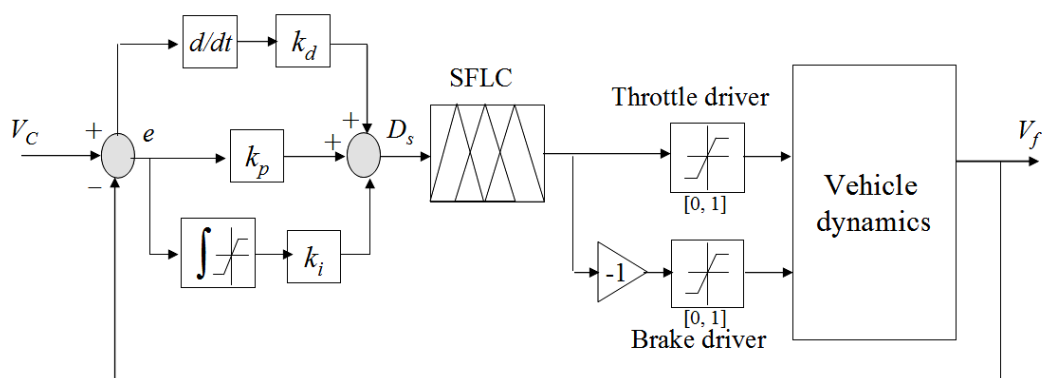 d/dt
k_d
SFLC
Throttle driver
V_C
+
e
+
+
D_s
V_f
−
k_p
[0, 1]
Vehicle
dynamics
∫
k_i
-1
[0, 1]
Brake driver